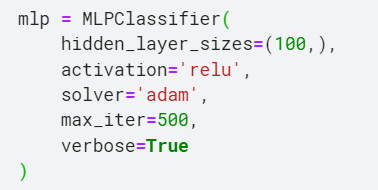 mlp = MLPClassifier(
    hidden_layer_sizes=(100,),
    activation='relu',
    solver='adam',
    max_iter=500,
    verbose=True
)